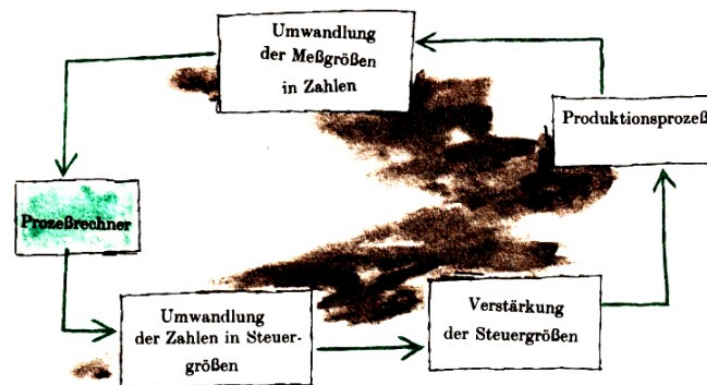 Umwandlung
der Meßgrößen
in Zahlen
Produktionsprozeß
Prozeßrechner
Umwandlung
der Zahlen in Steuer-
größen
Verstärkung
der Steuergrößen